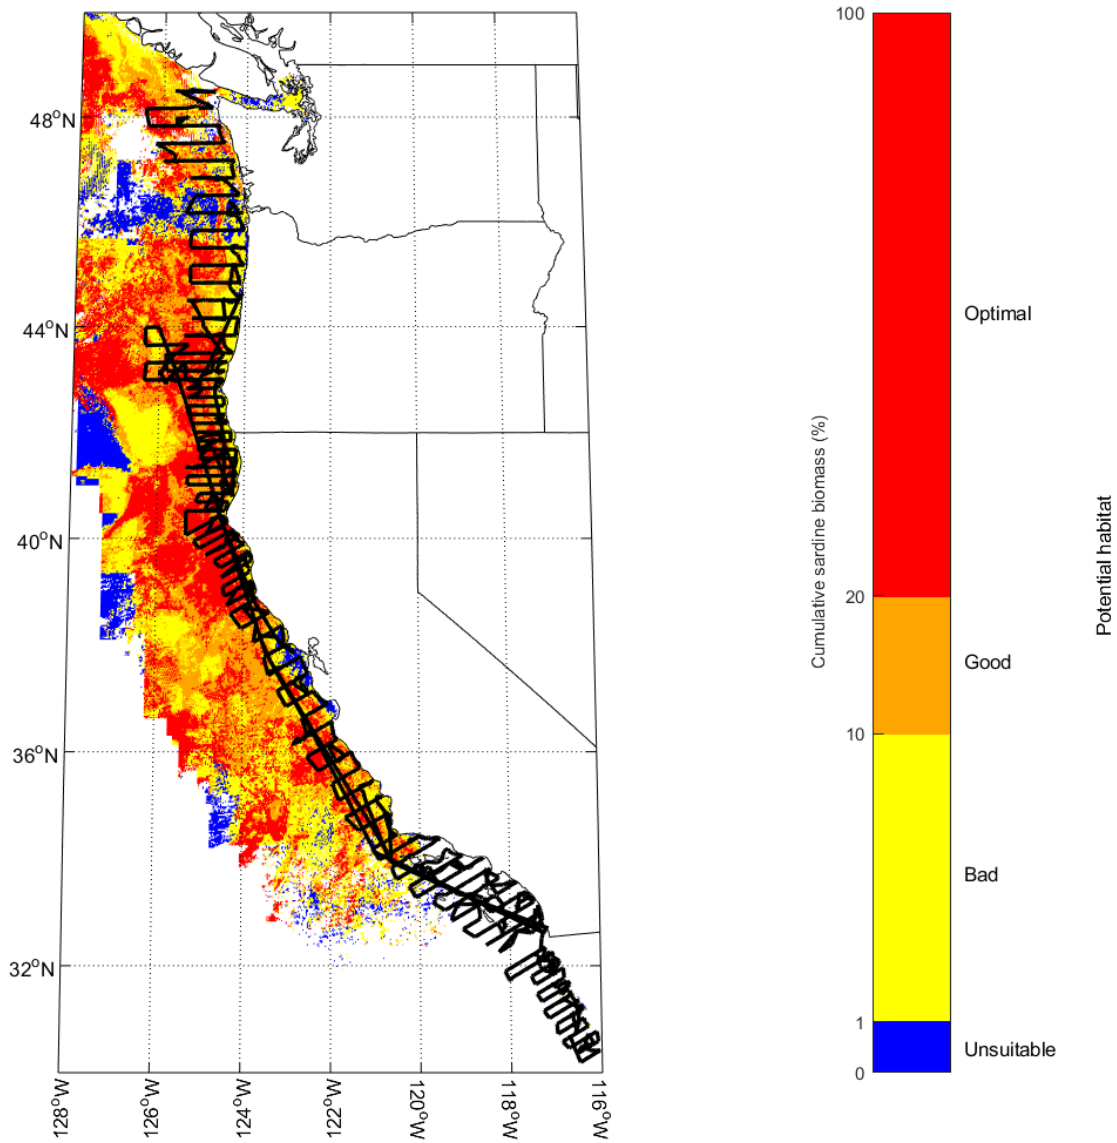 48°N
44°N
40°N
36°N
32°N
128°W
126°W
124°W
122°W
120°W
118°W
116°W
100
20
10
1
0
Cumulative sardine biomass (%)
Optimal
Good
Bad
Unsuitable
Potential habitat